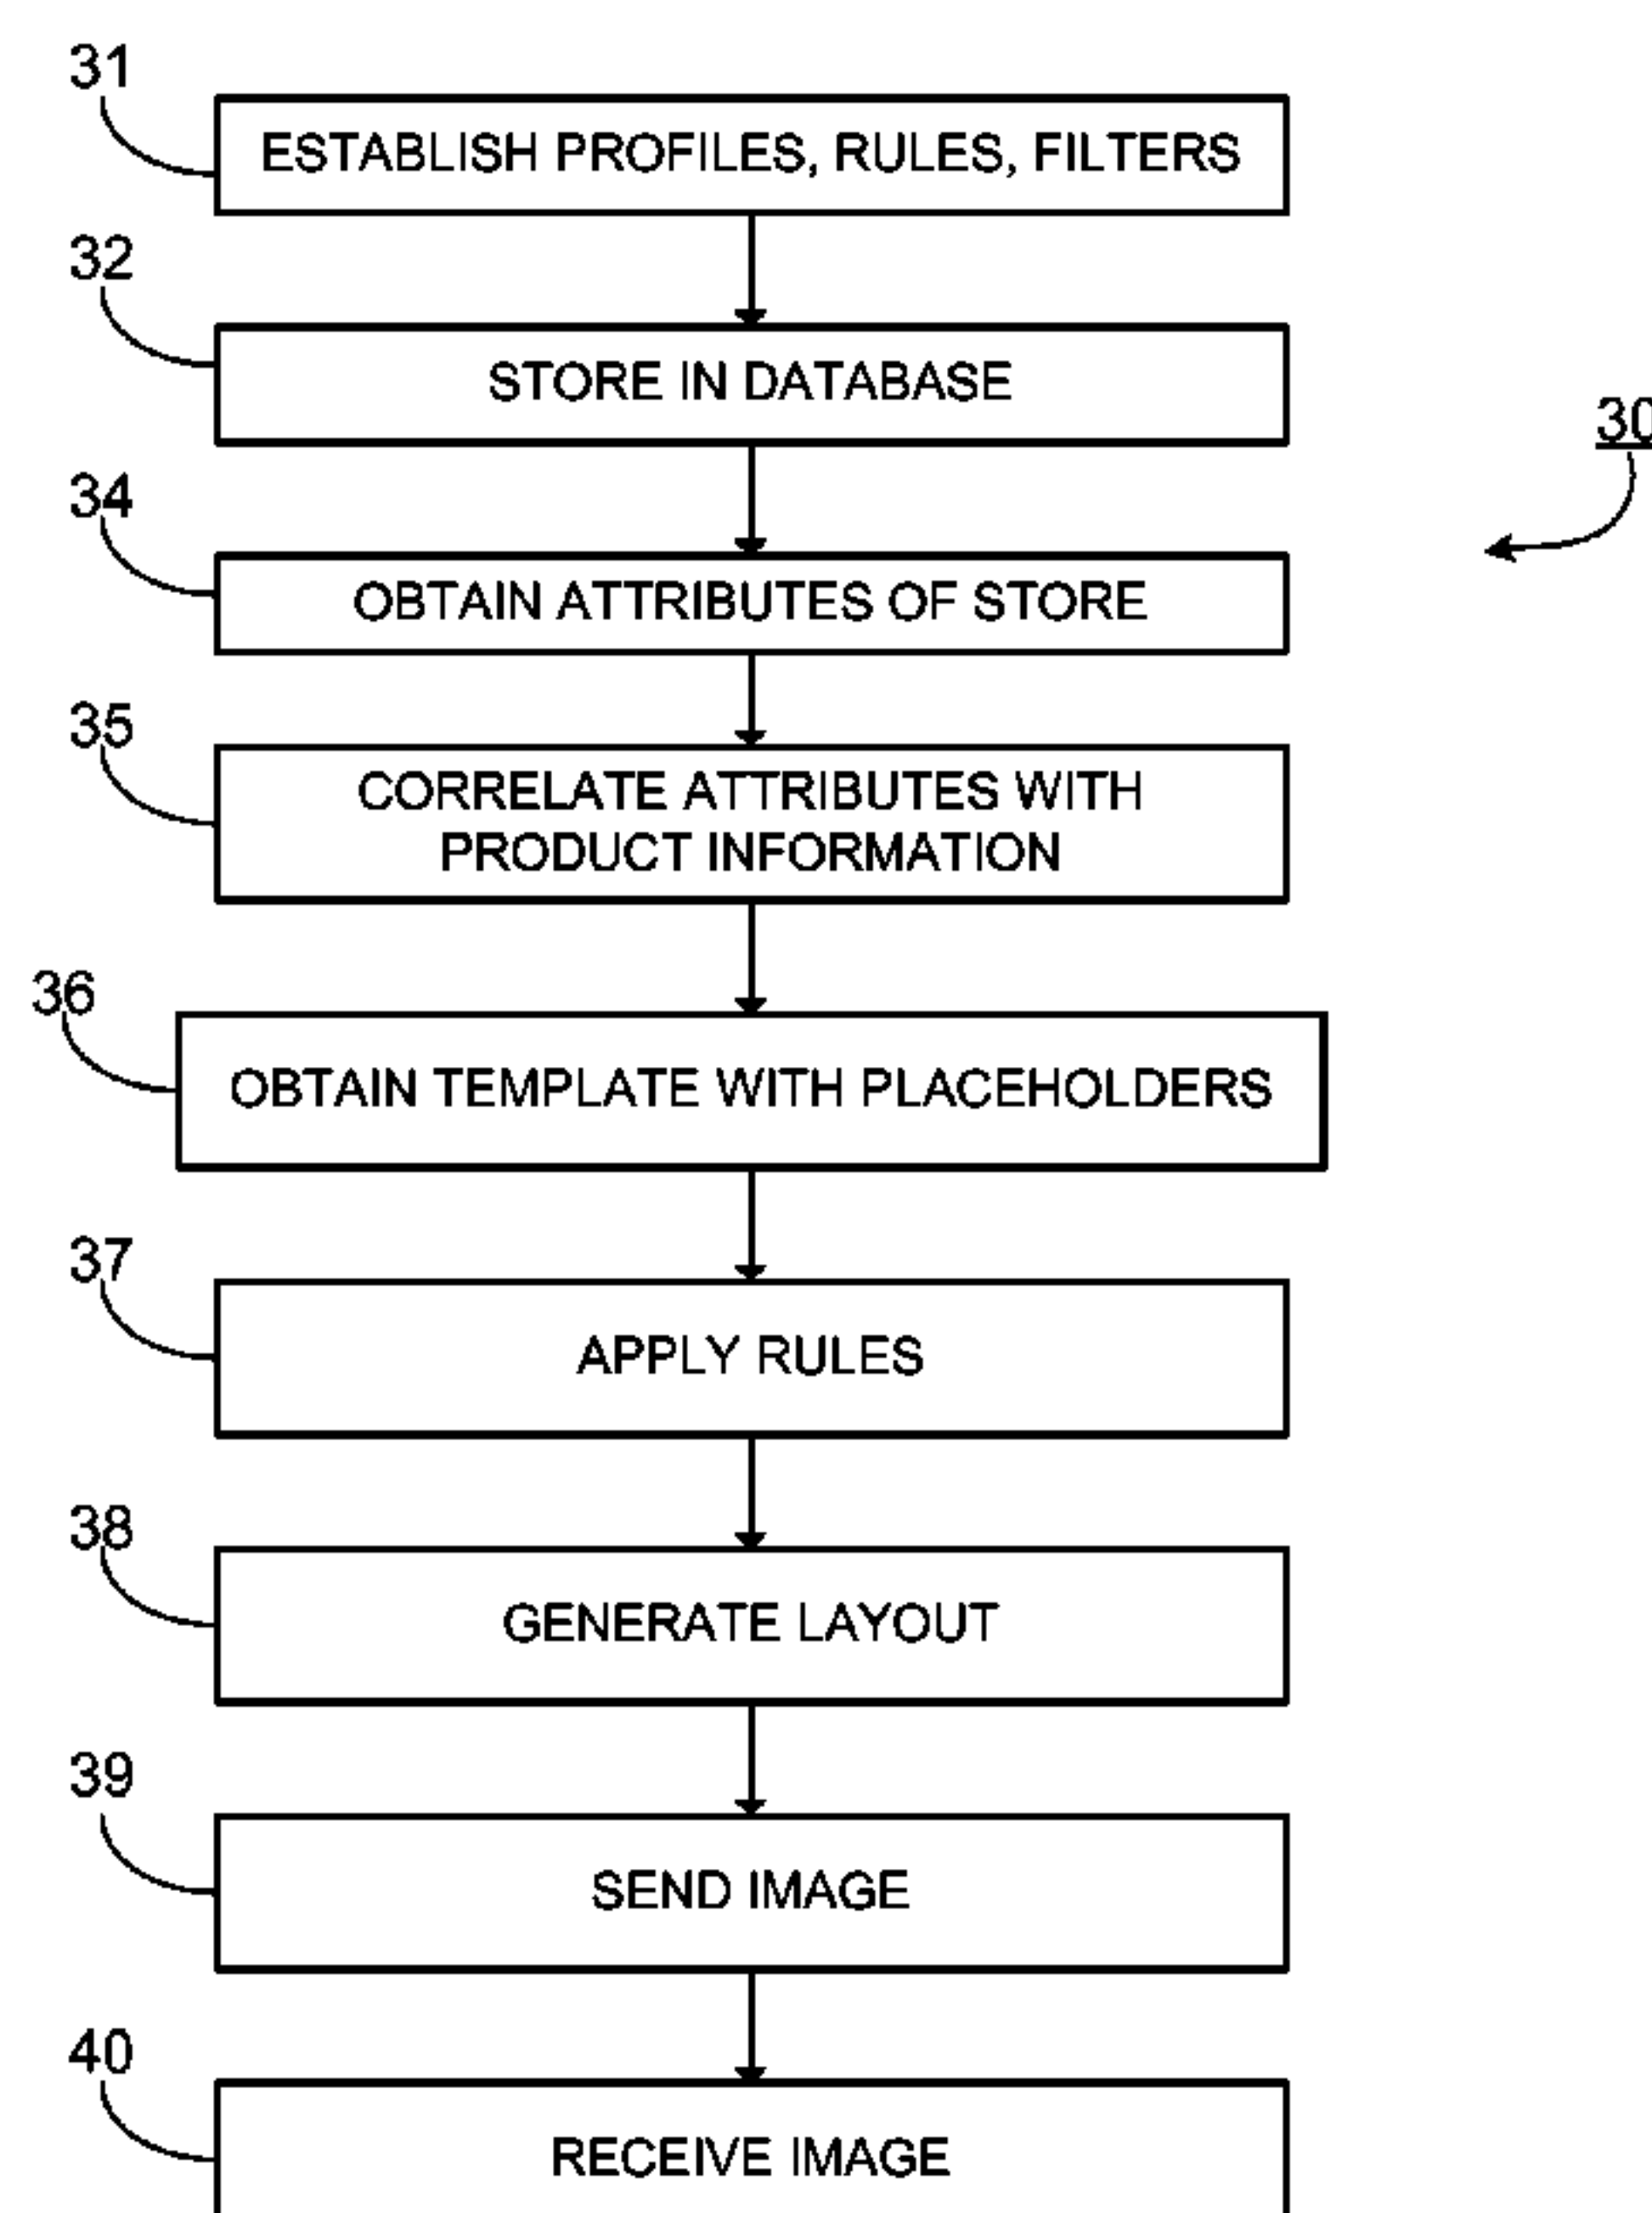 31
ESTABLISH PROFILES, RULES, FILTERS
32
STORE IN DATABASE
30
34
OBTAIN ATTRIBUTES OF STORE
35
CORRELATE ATTRIBUTES WITH
PRODUCT INFORMATION
36
OBTAIN TEMPLATE WITH PLACEHOLDERS
37
APPLY RULES
38
GENERATE LAYOUT
39
SEND IMAGE
40
RECEIVE IMAGE